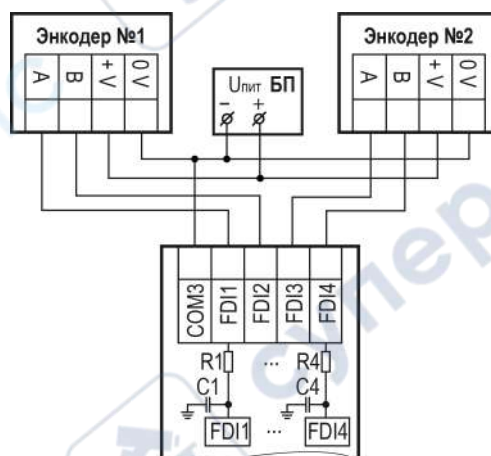 Энкодер №1
A B +V 0V
Uпит БП
- +
Энкодер №2
A B +V 0V
COM3 FDI1 FDI2 FDI3 FDI4
R1 ... R4
C1 C4
FDI1 ... FDI4
супер